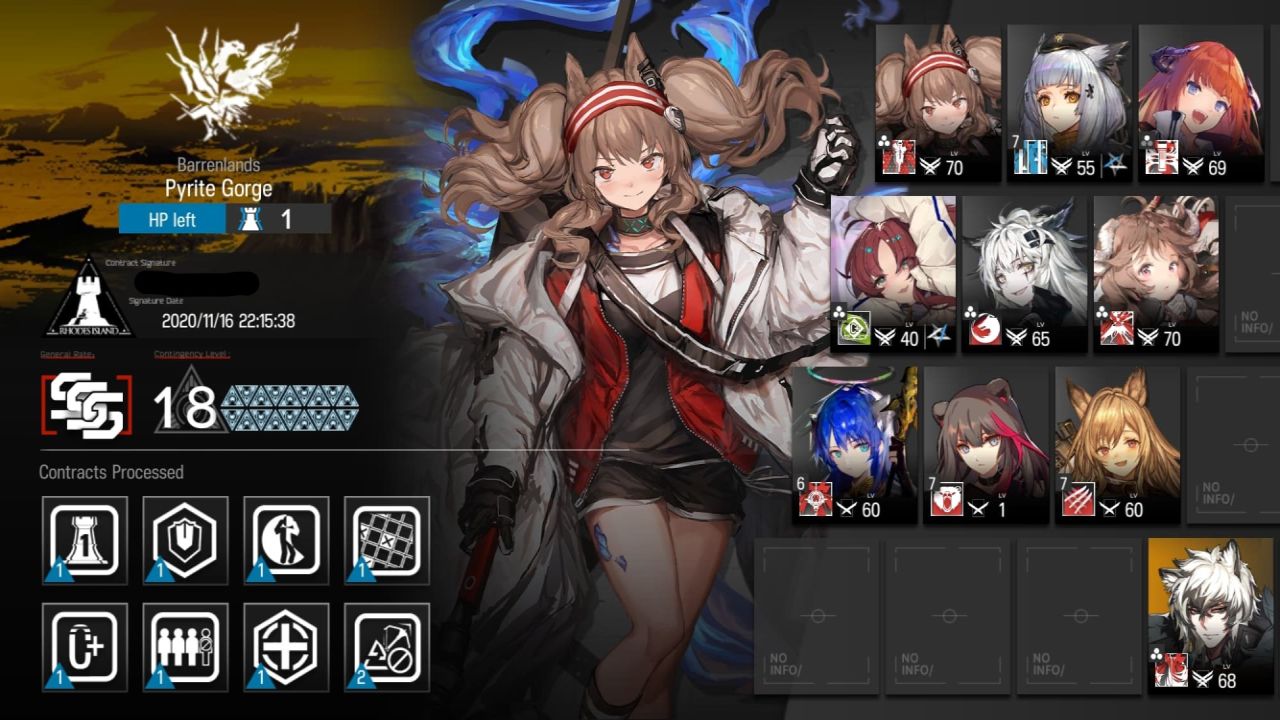 Barrenlands
Pyrite Gorge
HP left 1
Contract Signature
Signature Date
RHODES ISLAND
2020/11/16 22:15:38
General Rate:
Contingency Level:
18
Contracts Processed
1
1 1 1 1
1 1 1 2
LV 70
7 LV 55
LV 69
LV 40
LV 65
LV 70
NO INFO/
6 LV 60
7 LV 1
7 LV 60
NO INFO/
NO INFO/
NO INFO/
NO INFO/
LV 68